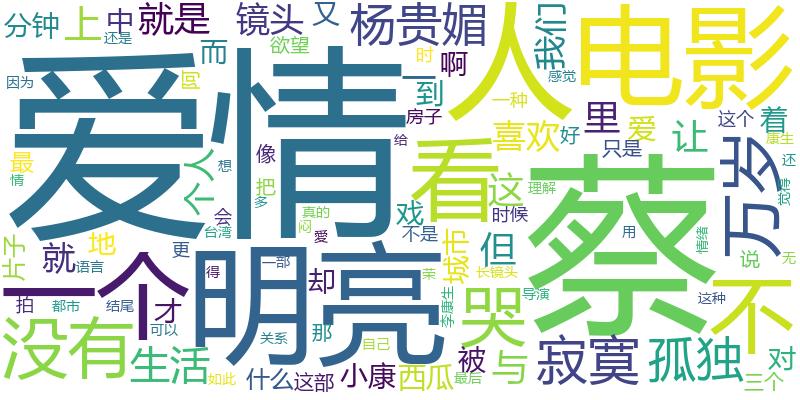 分钟
上
中
还是
就是
镜头
又
杨贵媚
我们
人
电影
因为
爱情
而
欲望
阿
一
到
时
啊
房子
感觉
一种
喜欢
好
里
爱
只是
让
这个
着
康生
还
万岁
觉得
最
情
个人
像
把
想
会
多
给
看
这
理解
时候
蔡
片子
就
地
语言
更
台湾
真的
闷
愛
戏
不是
城市
但
用
情绪
说
无
不
一个
才
明亮
得
一部
却
荣
李康生
哭
长镜头
导演
这种
拍
都市
结尾
可以
没有
生活
如此
关系
那
自己
什么
这部
小康
西瓜
被
最后
与
寂寞
孤独
对
三个